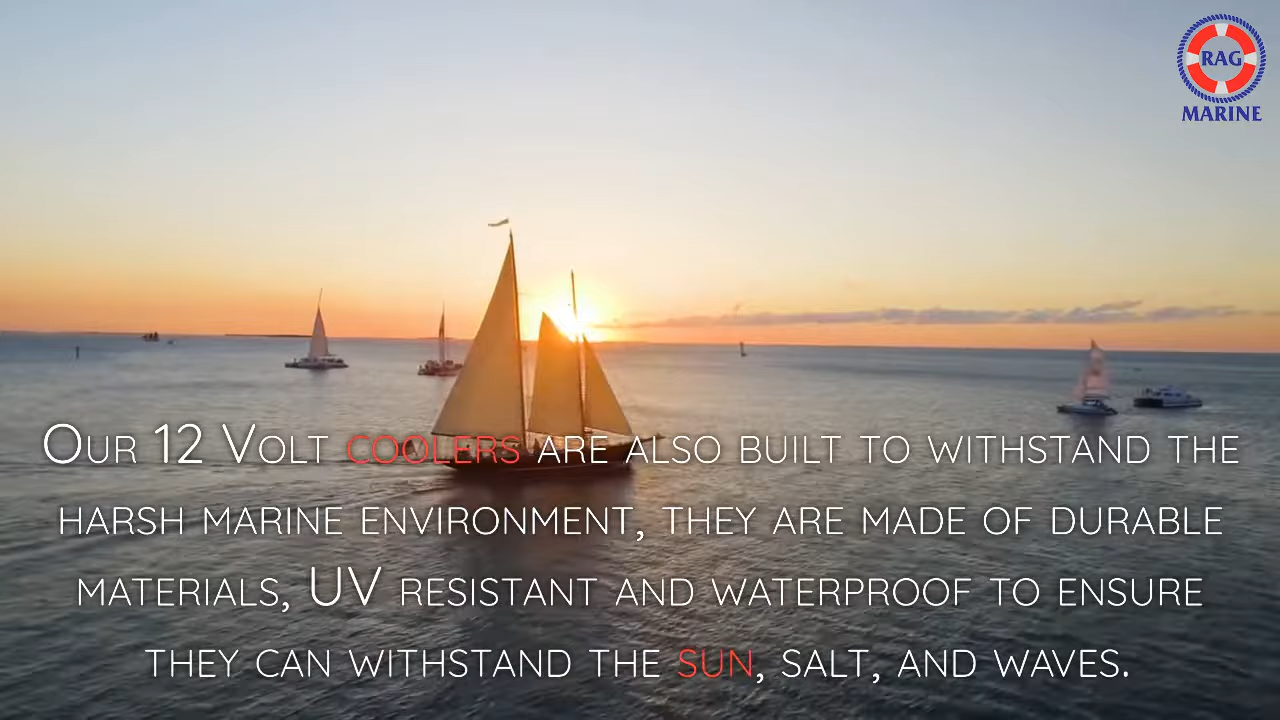 RAG
MARINE
Our 12 Volt coolers are also built to withstand the
harsh marine environment, they are made of durable
materials, UV resistant and waterproof to ensure
they can withstand the sun, salt, and waves.